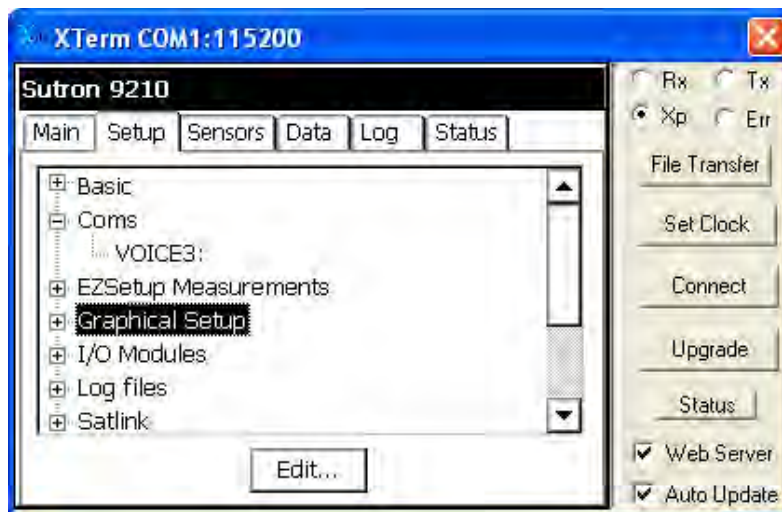 XTerm COM1:115200
Sutron 9210
Main Setup Sensors Data Log Status
Basic
Coms
VOICE3:
EZSetup Measurements
Graphical Setup
I/O Modules
Log files
Satlink
Edit...
Rx Tx
Xp Err
File Transfer
Set Clock
Connect
Upgrade
Status
Web Server
Auto Update